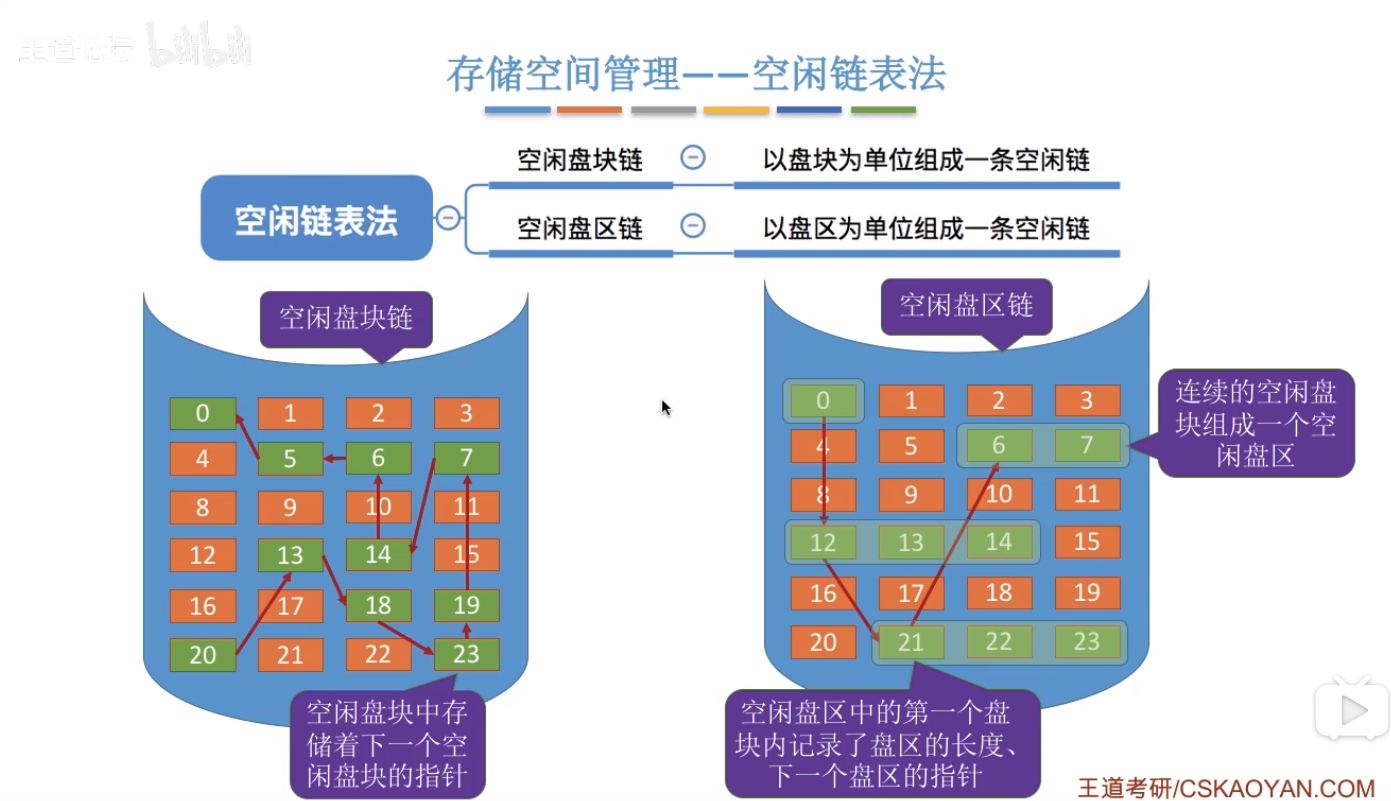 王道论坛 bilibili
存储空间管理——空闲链表法
空闲链表法
空闲盘块链
以盘块为单位组成一条空闲链
空闲盘区链
以盘区为单位组成一条空闲链
空闲盘块链
0 1 2 3
4 5 6 7
8 9 10 11
12 13 14 15
16 17 18 19
20 21 22 23
空闲盘块中存
储着下一个空
闲盘块的指针
空闲盘区链
0 1 2 3
4 5 6 7
8 9 10 11
12 13 14 15
16 17 18 19
20 21 22 23
连续的空闲盘
块组成一个空
闲盘区
空闲盘区中的第一个盘
块内记录了盘区的长度、
下一个盘区的指针
王道考研/CSKAOYAN.COM